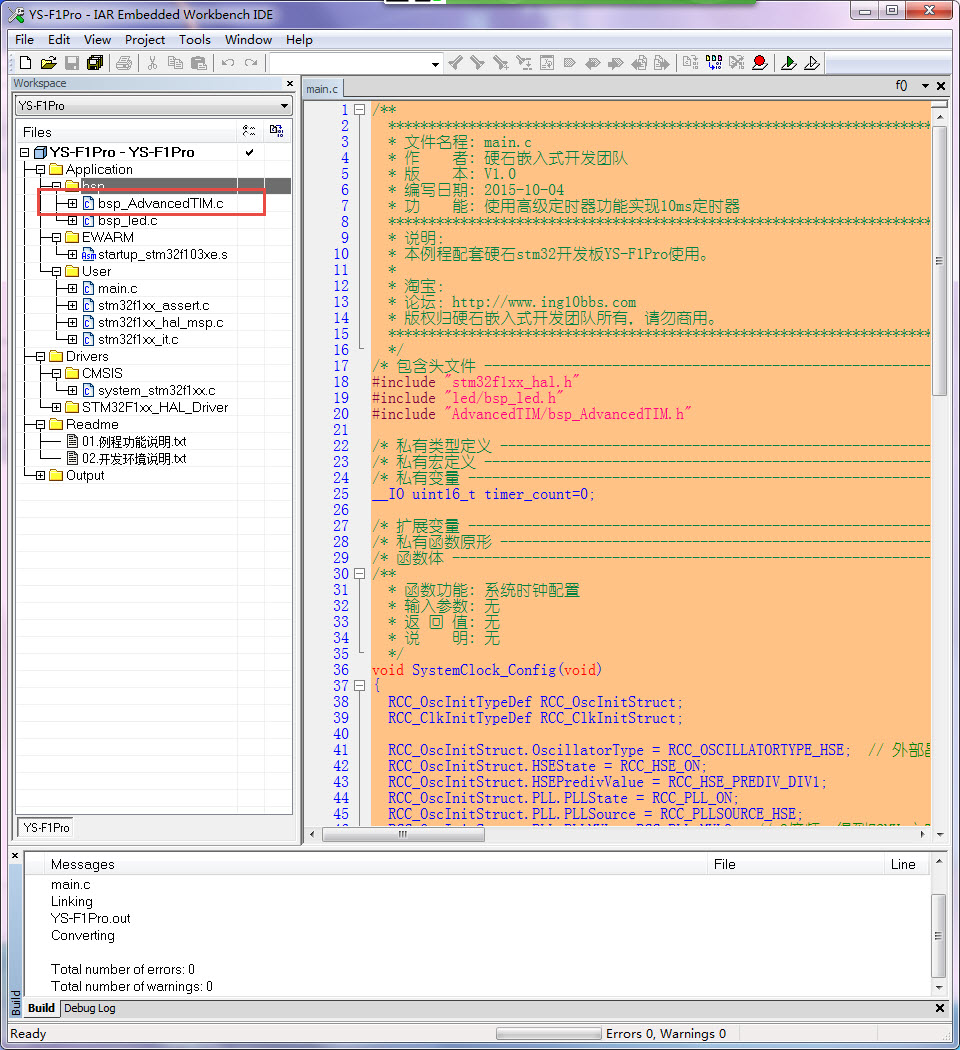 YS-F1Pro - IAR Embedded Workbench IDE
File Edit View Project Tools Window Help
Workspace
YS-F1Pro
Files
YS-F1Pro - YS-F1Pro
Application
bsp
bsp_AdvancedTIM.c
bsp_led.c
EWARM
startup_stm32f103xe.s
User
main.c
stm32f1xx_assert.c
stm32f1xx_hal_msp.c
stm32f1xx_it.c
Drivers
CMSIS
system_stm32f1xx.c
STM32F1xx_HAL_Driver
Readme
01.例程功能说明.txt
02.开发环境说明.txt
Output
YS-F1Pro
main.c
f()
1 /**
2 ******************************************************************************
3 * 文件名程: main.c
4 * 作 者: 硬石嵌入式开发团队
5 * 版 本: V1.0
6 * 编写日期: 2015-10-04
7 * 功 能: 使用高级定时器功能实现10ms定时器
8 ******************************************************************************
9 * 说明:
10 * 本例程配套硬石stm32开发板YS-F1Pro使用。
11 *
12 * 淘宝:
13 * 论坛: http://www.ing10bbs.com
14 * 版权归硬石嵌入式开发团队所有，请勿商用。
15 ******************************************************************************
16 */
17 /* 包含头文件 ----------------------------------------------------------------
18 #include "stm32f1xx_hal.h"
19 #include "led/bsp_led.h"
20 #include "AdvancedTIM/bsp_AdvancedTIM.h"
21
22 /* 私有类型定义 --------------------------------------------------------------
23 /* 私有宏定义 ----------------------------------------------------------------
24 /* 私有变量 ------------------------------------------------------------------
25 __IO uint16_t timer_count=0;
26
27 /* 扩展变量 ------------------------------------------------------------------
28 /* 私有函数原形 --------------------------------------------------------------
29 /* 函数体 --------------------------------------------------------------------
30 /**
31 * 函数功能: 系统时钟配置
32 * 输入参数: 无
33 * 返 回 值: 无
34 * 说 明: 无
35 */
36 void SystemClock_Config(void)
37 {
38 RCC_OscInitTypeDef RCC_OscInitStruct;
39 RCC_ClkInitTypeDef RCC_ClkInitStruct;
40
41 RCC_OscInitStruct.OscillatorType = RCC_OSCILLATORTYPE_HSE; // 外部
42 RCC_OscInitStruct.HSEState = RCC_HSE_ON;
43 RCC_OscInitStruct.HSEPredivValue = RCC_HSE_PREDIV_DIV1;
44 RCC_OscInitStruct.PLL.PLLState = RCC_PLL_ON;
45 RCC_OscInitStruct.PLL.PLLSource = RCC_PLLSOURCE_HSE;
Messages File Line
main.c
Linking
YS-F1Pro.out
Converting
Total number of errors: 0
Total number of warnings: 0
Build
Build Debug Log
Ready Errors 0, Warnings 0